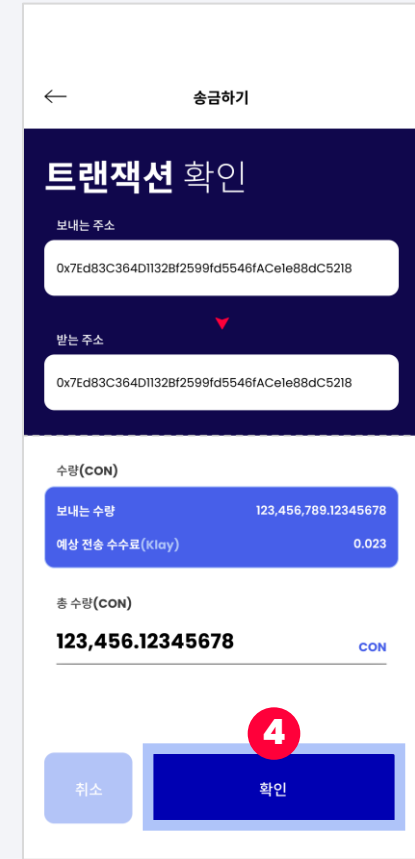 송금하기
트랜잭션 확인
보내는 주소
0x7Ed83C364D1132Bf2599fd5546fACe1e88dC5218
받는 주소
0x7Ed83C364D1132Bf2599fd5546fACe1e88dC5218
수량(CON)
보내는 수량 123,456,789.12345678
예상 전송 수수료(Klay) 0.023
총 수량(CON)
123,456.12345678 CON
4
취소 확인